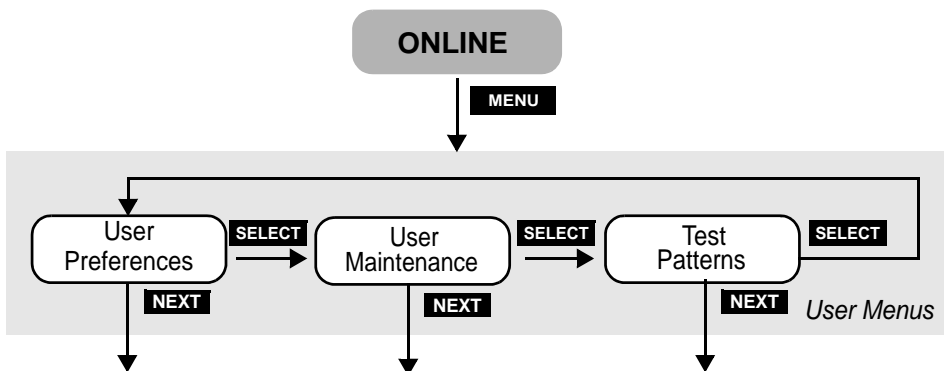 ONLINE
MENU
User
Preferences
SELECT
User
Maintenance
SELECT
Test
Patterns
SELECT
NEXT
NEXT
NEXT
User Menus